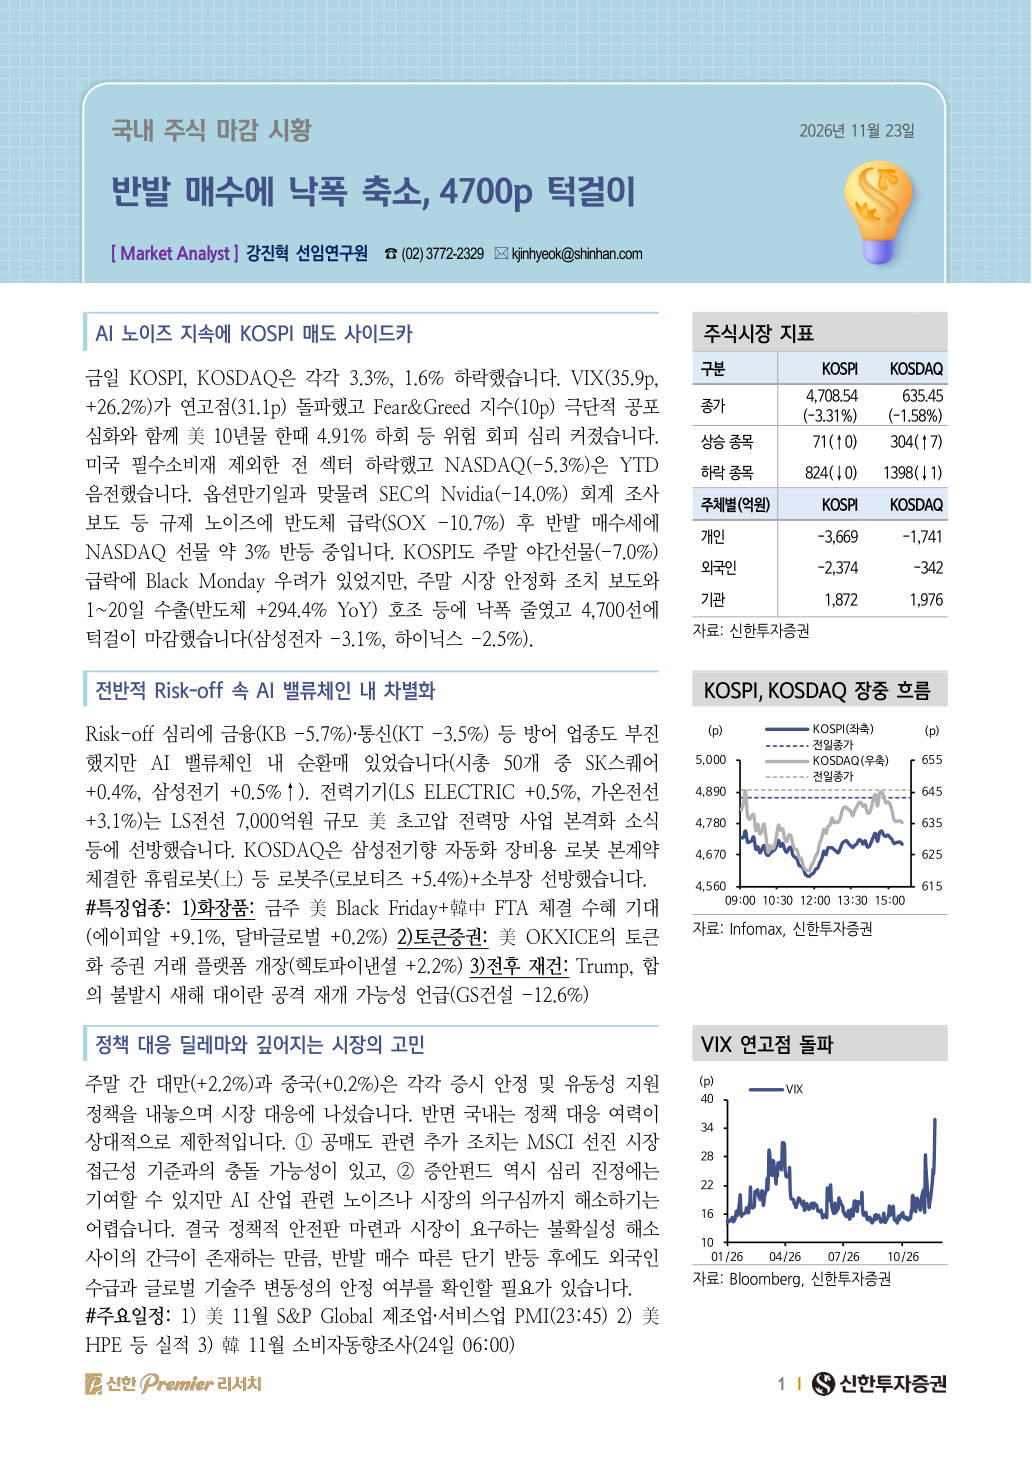 국내 주식 마감 시황
2026년 11월 23일
반발 매수에 낙폭 축소, 4700p 턱걸이
[ Market Analyst ] 강진혁 선임연구원 ☎ (02) 3772-2329 ✉ kjinhyeok@shinhan.com
AI 노이즈 지속에 KOSPI 매도 사이드카
금일 KOSPI, KOSDAQ은 각각 3.3%, 1.6% 하락했습니다. VIX(35.9p,
+26.2%)가 연고점(31.1p) 돌파했고 Fear&Greed 지수(10p) 극단적 공포
심화와 함께 美 10년물 한때 4.91% 하회 등 위험 회피 심리 커졌습니다.
미국 필수소비재 제외한 전 섹터 하락했고 NASDAQ(-5.3%)은 YTD
음전했습니다. 옵션만기일과 맞물려 SEC의 Nvidia(-14.0%) 회계 조사
보도 등 규제 노이즈에 반도체 급락(SOX -10.7%) 후 반발 매수세에
NASDAQ 선물 약 3% 반등 중입니다. KOSPI도 주말 야간선물(-7.0%)
급락에 Black Monday 우려가 있었지만, 주말 시장 안정화 조치 보도와
1~20일 수출(반도체 +294.4% YoY) 호조 등에 낙폭 줄였고 4,700선에
턱걸이 마감했습니다(삼성전자 -3.1%, 하이닉스 -2.5%).
전반적 Risk-off 속 AI 밸류체인 내 차별화
Risk-off 심리에 금융(KB -5.7%)·통신(KT -3.5%) 등 방어 업종도 부진
했지만 AI 밸류체인 내 순환매 있었습니다(시총 50개 중 SK스퀘어
+0.4%, 삼성전기 +0.5%↑). 전력기기(LS ELECTRIC +0.5%, 가온전선
+3.1%)는 LS전선 7,000억원 규모 美 초고압 전력망 사업 본격화 소식
등에 선방했습니다. KOSDAQ은 삼성전기향 자동화 장비용 로봇 본계약
체결한 휴림로봇(上) 등 로봇주(로보티즈 +5.4%)+소부장 선방했습니다.
#특징업종: 1)화장품: 금주 美 Black Friday+韓中 FTA 체결 수혜 기대
(에이피알 +9.1%, 달바글로벌 +0.2%) 2)토큰증권: 美 OKXICE의 토큰
화 증권 거래 플랫폼 개장(헥토파이낸셜 +2.2%) 3)전후 재건: Trump, 합
의 불발시 새해 대이란 공격 재개 가능성 언급(GS건설 -12.6%)
정책 대응 딜레마와 깊어지는 시장의 고민
주말 간 대만(+2.2%)과 중국(+0.2%)은 각각 증시 안정 및 유동성 지원
정책을 내놓으며 시장 대응에 나섰습니다. 반면 국내는 정책 대응 여력이
상대적으로 제한적입니다. ① 공매도 관련 추가 조치는 MSCI 선진 시장
접근성 기준과의 충돌 가능성이 있고, ② 증안펀드 역시 심리 진정에는
기여할 수 있지만 AI 산업 관련 노이즈나 시장의 의구심까지 해소하기는
어렵습니다. 결국 정책적 안전판 마련과 시장이 요구하는 불확실성 해소
사이의 간극이 존재하는 만큼, 반발 매수 따른 단기 반등 후에도 외국인
수급과 글로벌 기술주 변동성의 안정 여부를 확인할 필요가 있습니다.
#주요일정: 1) 美 11월 S&P Global 제조업·서비스업 PMI(23:45) 2) 美
HPE 등 실적 3) 韓 11월 소비자동향조사(24일 06:00)
주식시장 지표
구분 KOSPI KOSDAQ
종가 4,708.54 635.45
(-3.31%) (-1.58%)
상승 종목 71(↑0) 304(↑7)
하락 종목 824(↓0) 1398(↓1)
주체별(억원) KOSPI KOSDAQ
개인 -3,669 -1,741
외국인 -2,374 -342
기관 1,872 1,976
자료: 신한투자증권
KOSPI, KOSDAQ 장중 흐름
(p) (p)
KOSPI(좌축)
전일종가
KOSDAQ(우축)
전일종가
5,000 655
4,890 645
4,780 635
4,670 625
4,560 615
09:00 10:30 12:00 13:30 15:00
자료: Infomax, 신한투자증권
VIX 연고점 돌파
(p)
VIX
40
34
28
22
16
10
01/26 04/26 07/26 10/26
자료: Bloomberg, 신한투자증권
신한 Premier 리서치
1 | 신한투자증권